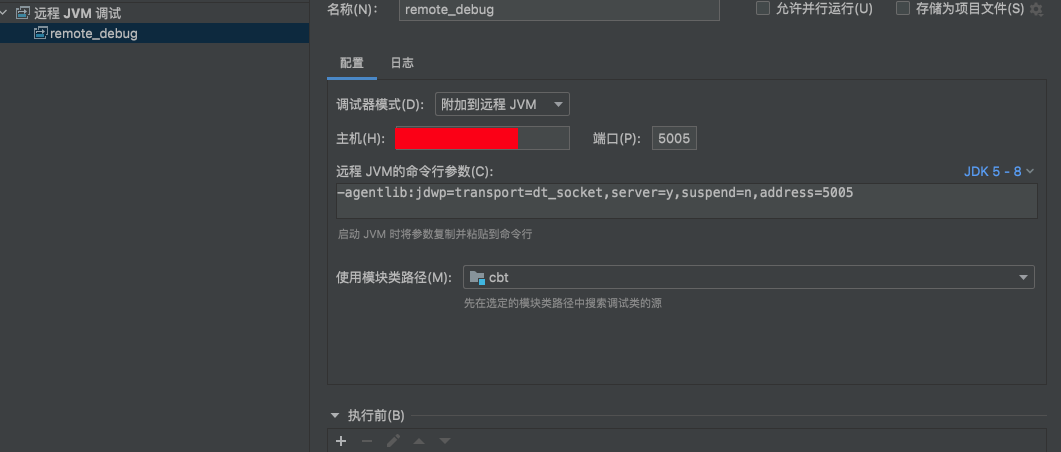 远程 JVM 调试
remote_debug
名称(N):
remote_debug
允许并行运行(U)
存储为项目文件(S)
配置
日志
调试器模式(D):
附加到远程 JVM
主机(H):
端口(P):
5005
远程 JVM的命令行参数(C):
JDK 5 - 8
-agentlib:jdwp=transport=dt_socket,server=y,suspend=n,address=5005
启动 JVM 时将参数复制并粘贴到命令行
使用模块类路径(M):
cbt
先在选定的模块类路径中搜索调试类的源
执行前(B)